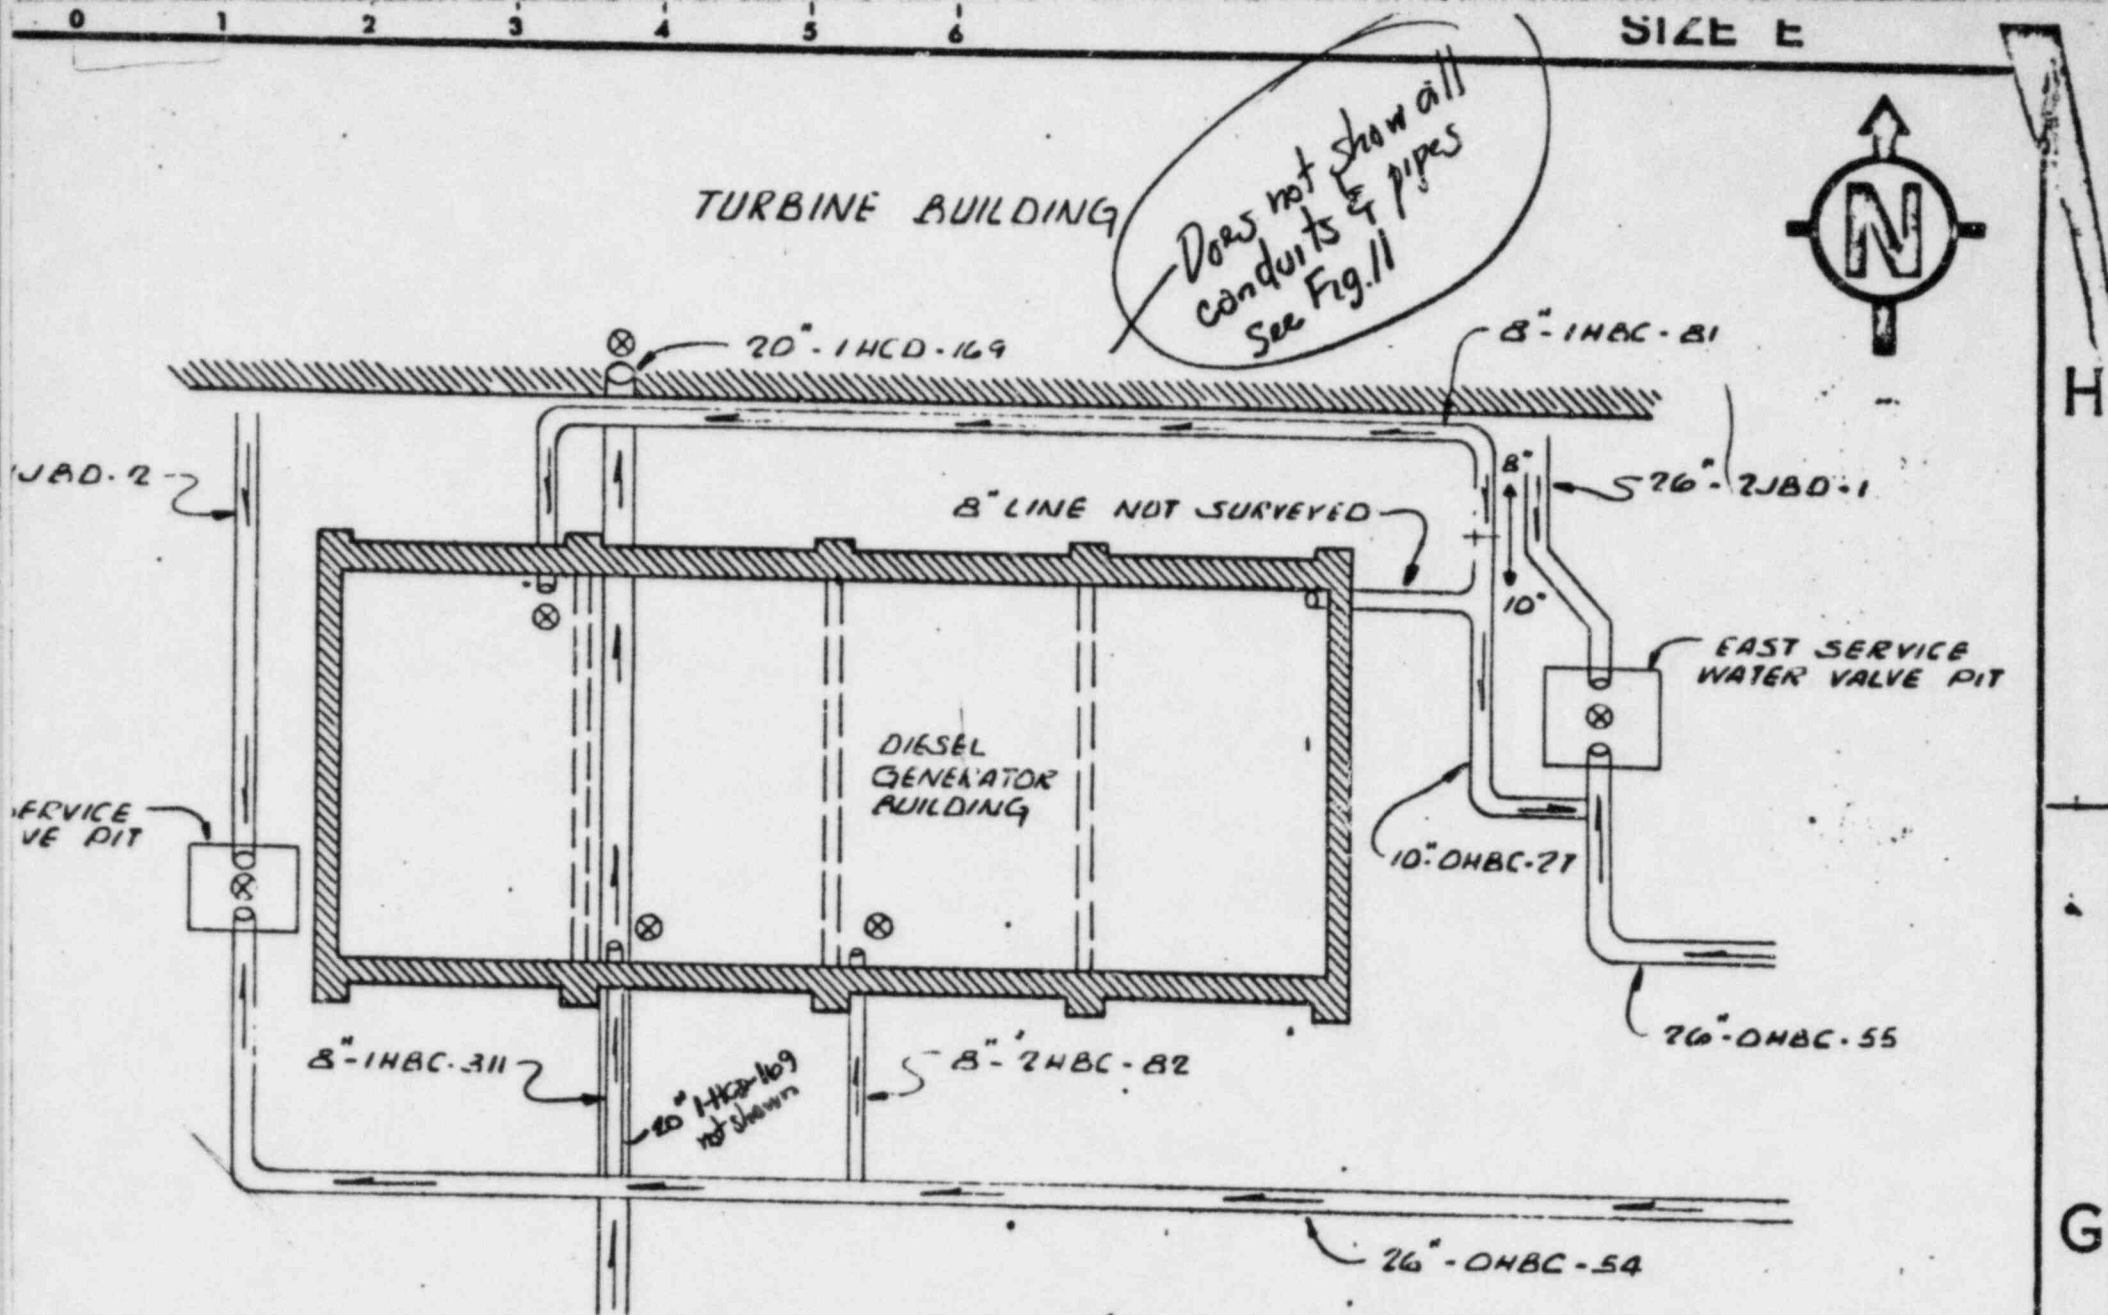 0 1 2 3 4 5 6
SIZE E
N
TURBINE BUILDING
Does not show all
conduits & pipes
See Fig. 11
20"-1HCD-169
8"-1HBC-81
H
JBD-2
8" LINE NOT SURVEYED
8"
10"
26"-2JBD-1
EAST SERVICE
WATER VALVE PIT
DIESEL
GENERATOR
BUILDING
ERVICE
VE PIT
10"-0HBC-27
26"-0HBC-55
8"-1HBC-311
20" 1-HCD-169
not shown
8"-2HBC-82
26"-0HBC-54
G